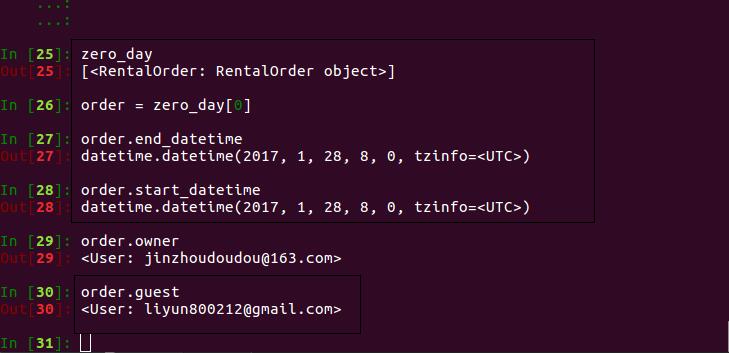 ...:
...:
In [25]: zero_day
Out[25]: [<RentalOrder: RentalOrder object>]
In [26]: order = zero_day[0]
In [27]: order.end_datetime
Out[27]: datetime.datetime(2017, 1, 28, 8, 0, tzinfo=<UTC>)
In [28]: order.start_datetime
Out[28]: datetime.datetime(2017, 1, 28, 8, 0, tzinfo=<UTC>)
In [29]: order.owner
Out[29]: <User: jinzhoudoudou@163.com>
In [30]: order.guest
Out[30]: <User: liyun800212@gmail.com>
In [31]: